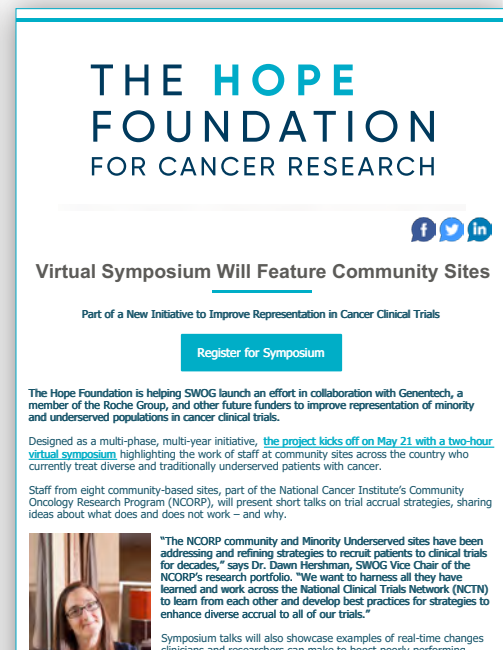 THE HOPE
FOUNDATION
FOR CANCER RESEARCH
Virtual Symposium Will Feature Community Sites
Part of a New Initiative to Improve Representation in Cancer Clinical Trials
Register for Symposium
The Hope Foundation is helping SWOG launch an effort in collaboration with Genentech, a
member of the Roche Group, and other future funders to improve representation of minority
and underserved populations in cancer clinical trials.
Designed as a multi-phase, multi-year initiative, the project kicks off on May 21 with a two-hour
virtual symposium highlighting the work of staff at community sites across the country who
currently treat diverse and traditionally underserved patients with cancer.
Staff from eight community-based sites, part of the National Cancer Institute's Community
Oncology Research Program (NCORP), will present short talks on trial accrual strategies, sharing
ideas about what does and does not work – and why.
"The NCORP community and Minority Underserved sites have been
addressing and refining strategies to recruit patients to clinical trials
for decades," says Dr. Dawn Hershman, SWOG Vice Chair of the
NCORP's research portfolio. "We want to harness all they have
learned and work across the National Clinical Trials Network (NCTN)
to learn from each other and develop best practices for strategies to
enhance diverse accrual to all of our trials."
Symposium talks will also showcase examples of real-time changes
clinicians and researchers can make to boost poorly performing